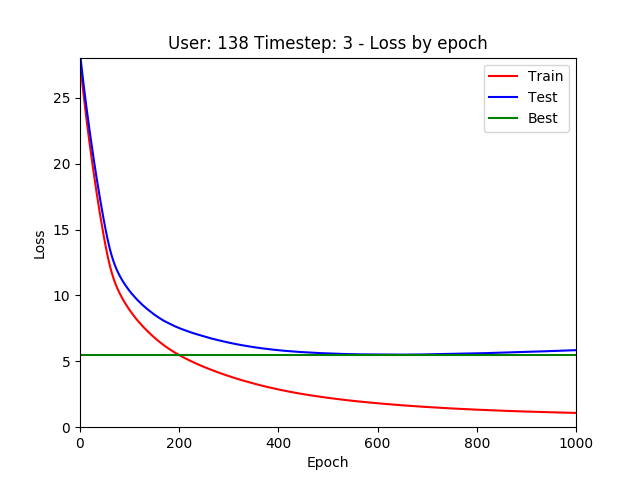 User: 138 Timestep: 3 - Loss by epoch
Train
Test
Best
25
20
15
10
5
0
Loss
0 200 400 600 800 1000
Epoch